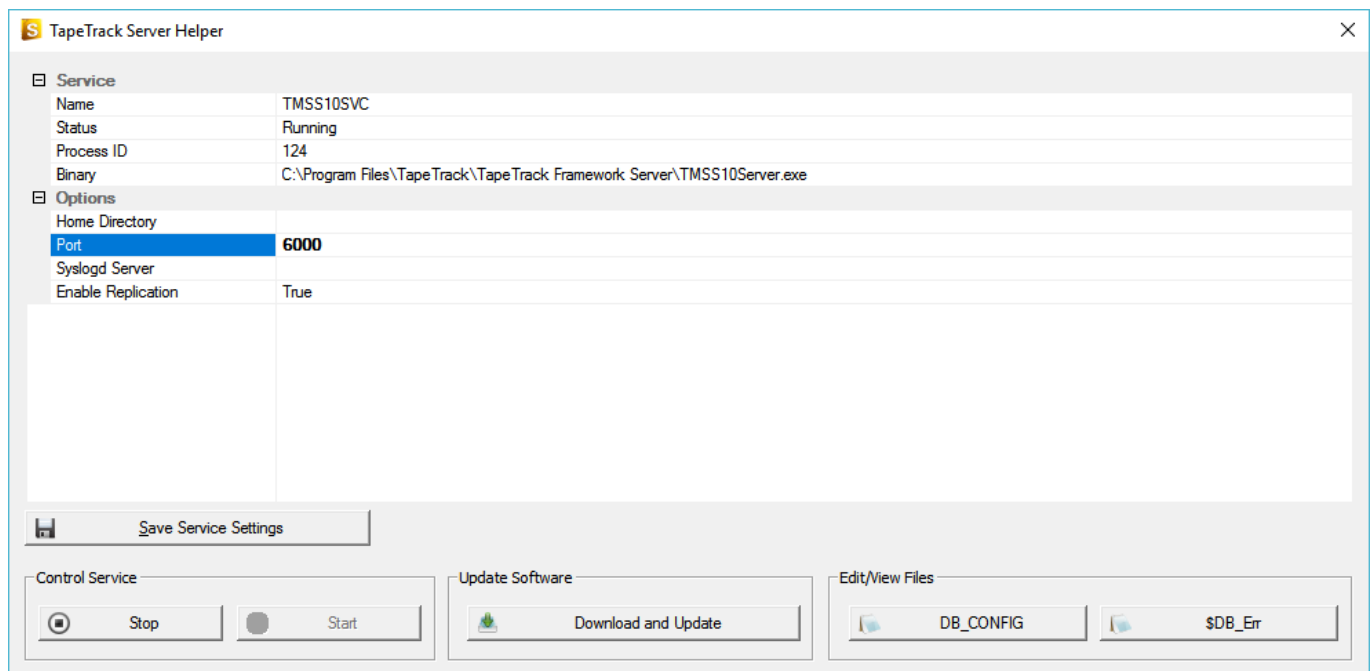 TapeTrack Server Helper
Service
Name TMSS10SVC
Status Running
Process ID 124
Binary C:\Program Files\TapeTrack\TapeTrack Framework Server\TMSS10Server.exe
Options
Home Directory
Port 6000
Syslogd Server
Enable Replication True
Save Service Settings
Control Service Update Software Edit/View Files
Stop Start Download and Update DB_CONFIG $DB_Err